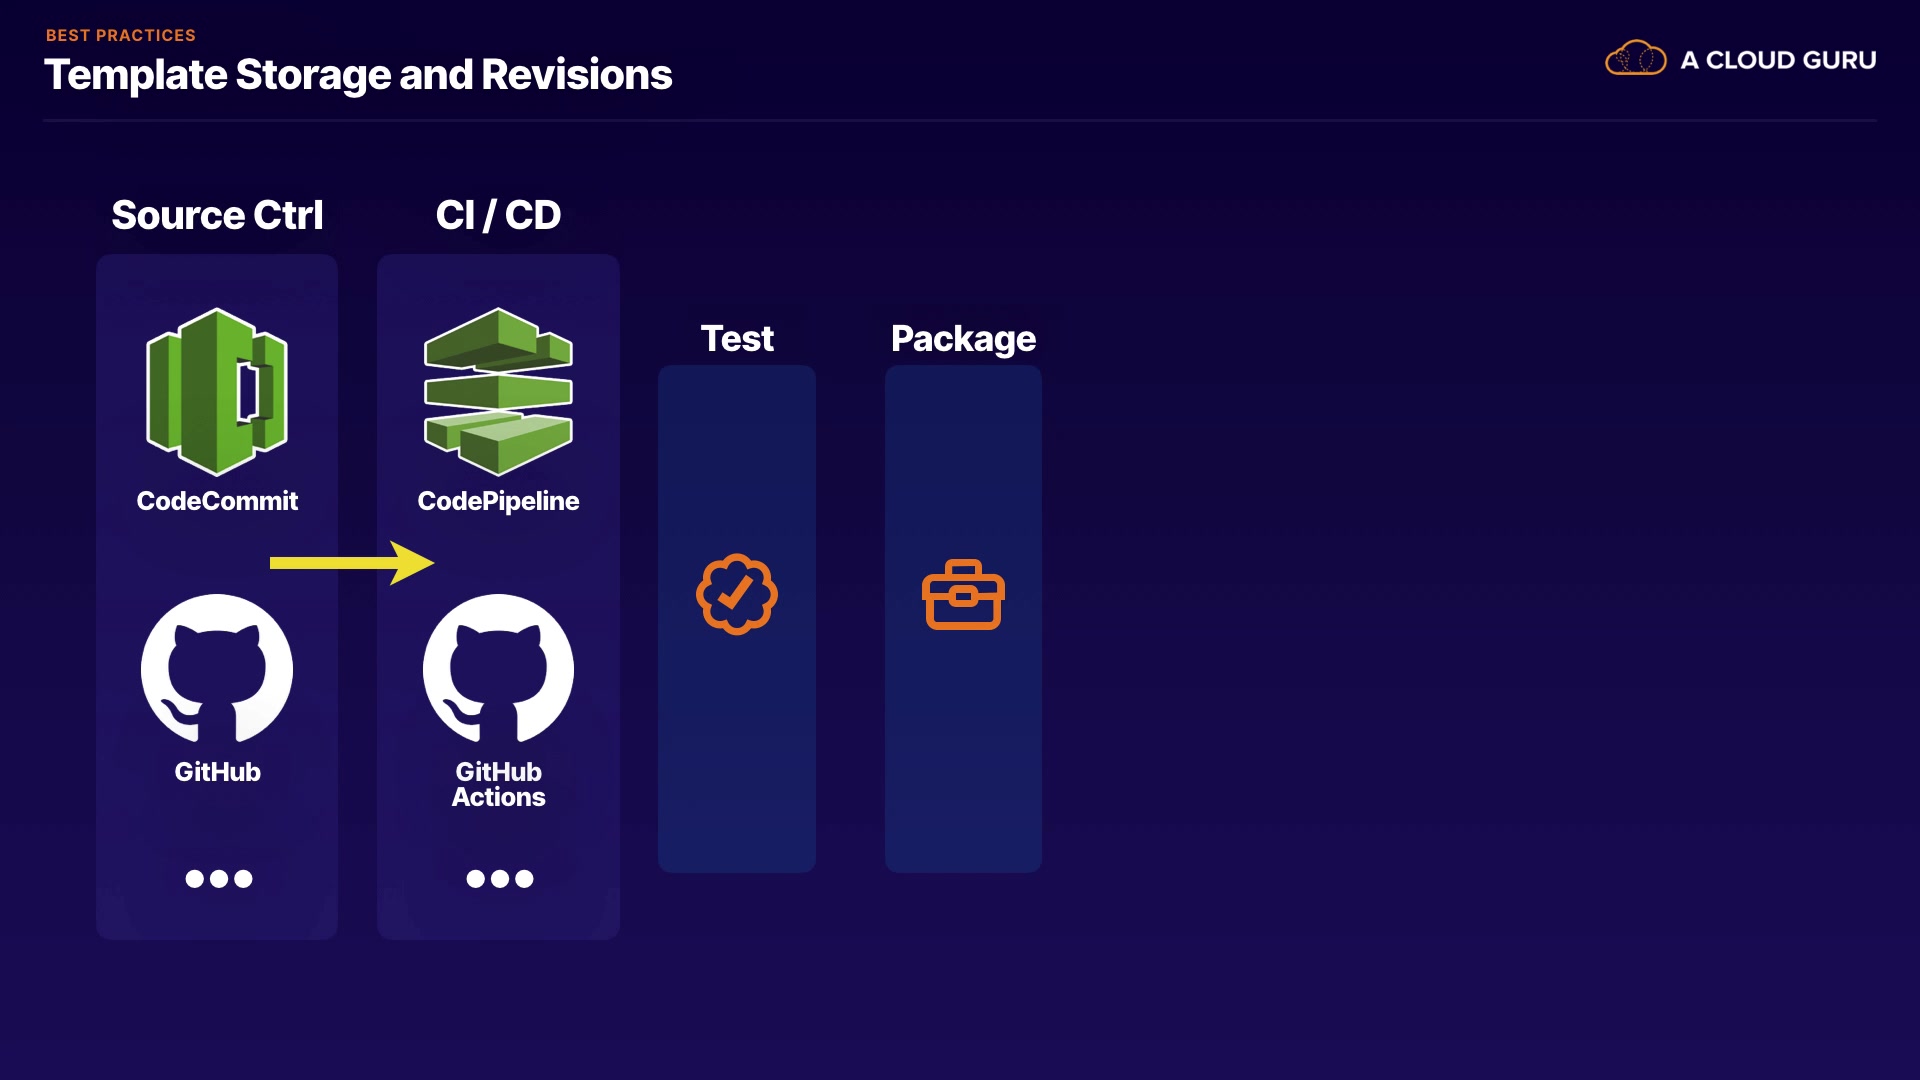 BEST PRACTICES
Template Storage and Revisions
A CLOUD GURU
Source Ctrl
CI / CD
Test
Package
CodeCommit
CodePipeline
GitHub
GitHub
Actions